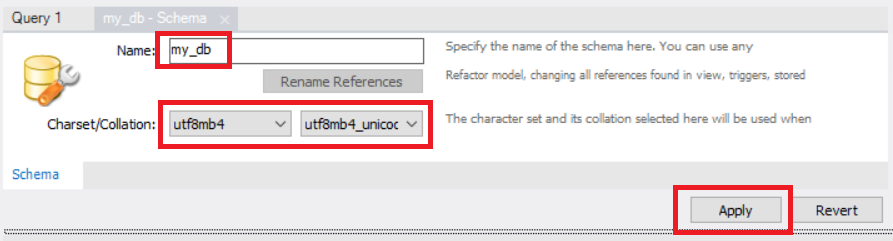 Query 1
my_db - Schema ×
Name: my_db
Specify the name of the schema here. You can use any
Rename References
Refactor model, changing all references found in view, triggers, stored
Charset/Collation: utf8mb4 utf8mb4_unicoc
The character set and its collation selected here will be used when
Schema
Apply
Revert